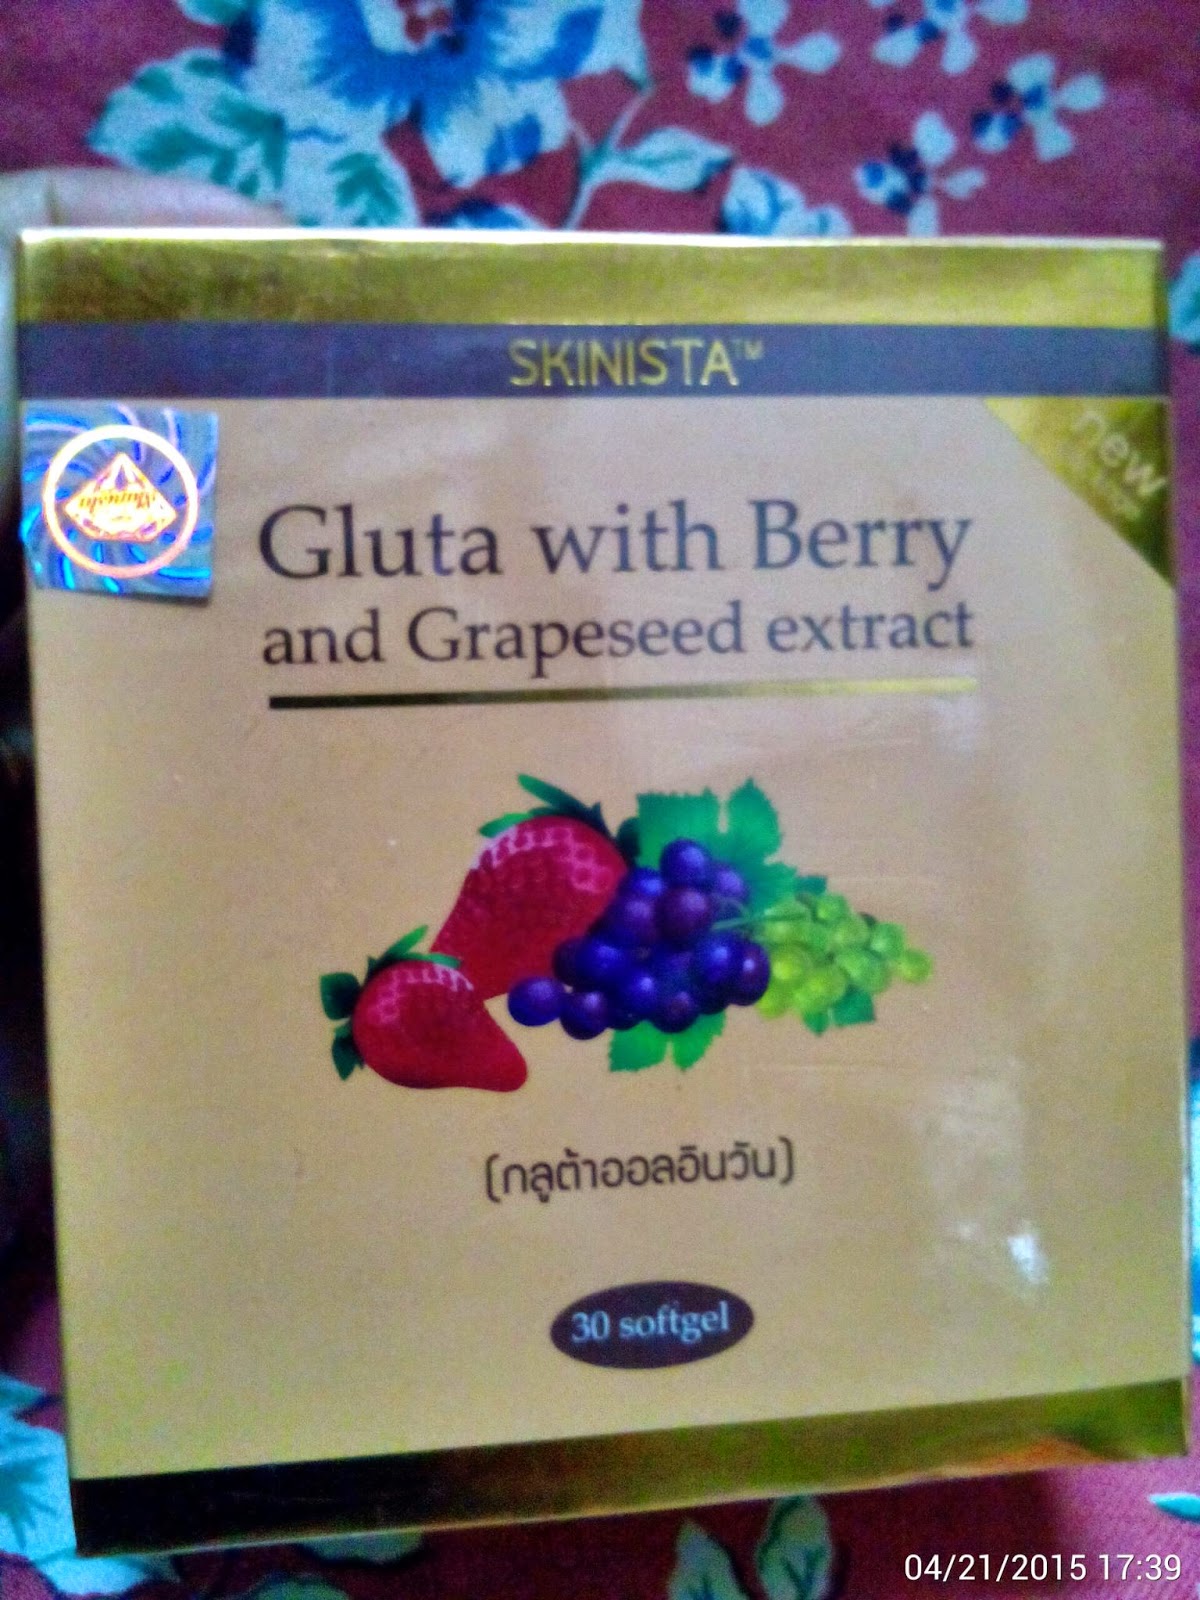 SKINISTA™
new
Gluta with Berry
and Grapeseed extract
(กลูต้าออลอินวัน)
30 softgel
04/21/2015 17:39